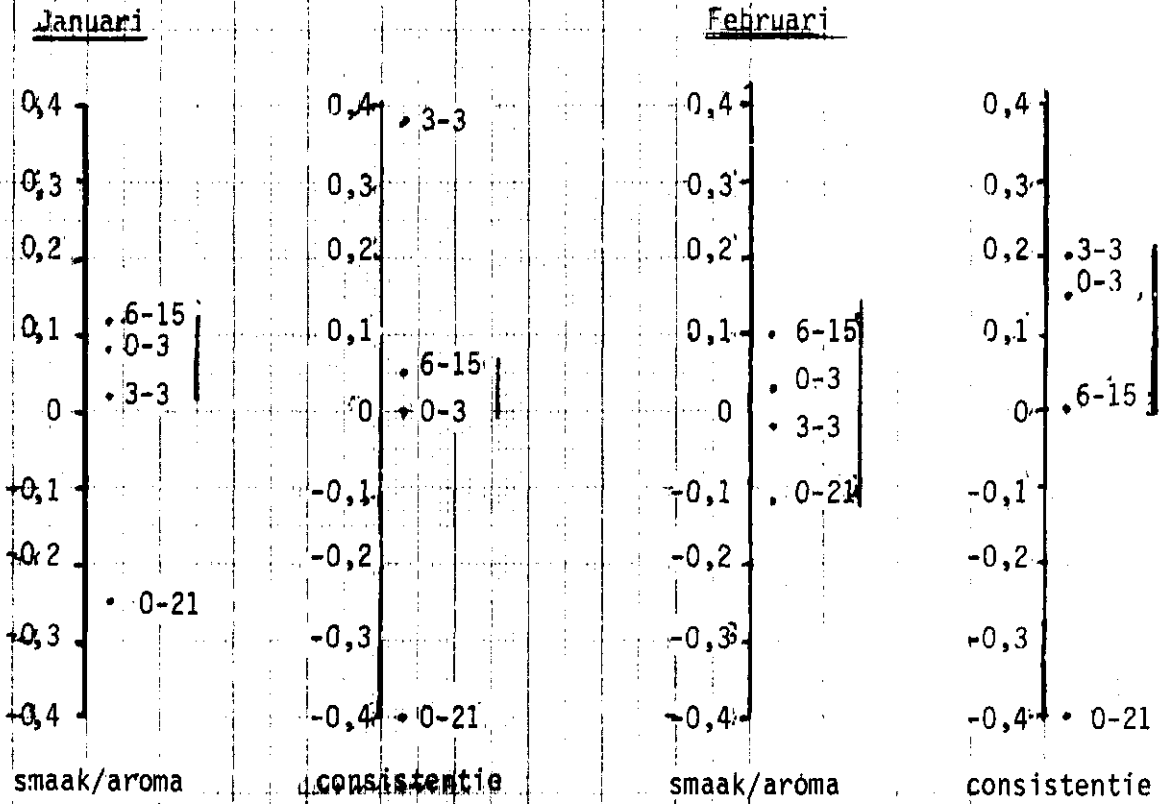 Januari Februari
0,4 0,4 3-3 0,4 0,4
0,3 0,3 0,3 0,3
0,2 0,2 0,2 0,2 3-3
0-3
6-15
0,1 0-3 0,1 0,1 6-15 0,1
6-15 0-3
3-3 6-15
0 0 0-3 0 3-3 0
-0,1 -0,1 -0,1 0-21 -0,1
-0,2 -0,2 -0,2 -0,2
0-21
-0,3 -0,3 -0,3 -0,3
-0,4 -0,4 0-21 -0,4 -0,4 0-21
smaak/aroma consistentie smaak/aroma consistentie